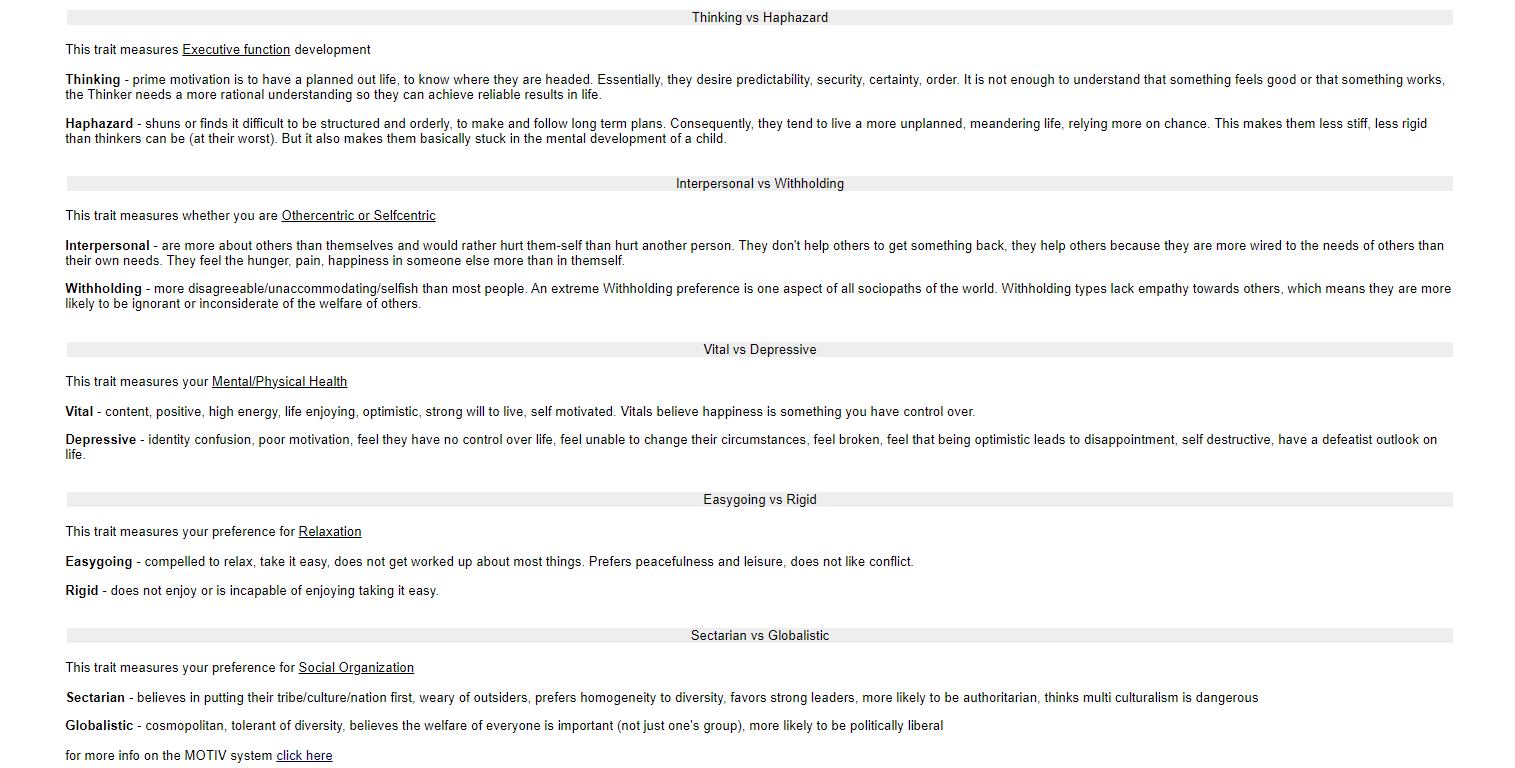 Thinking vs Haphazard
This trait measures Executive function development
Thinking - prime motivation is to have a planned out life, to know where they are headed. Essentially, they desire predictability, security, certainty, order. It is not enough to understand that something feels good or that something works,
the Thinker needs a more rational understanding so they can achieve reliable results in life.
Haphazard - shuns or finds it difficult to be structured and orderly, to make and follow long term plans. Consequently, they tend to live a more unplanned, meandering life, relying more on chance. This makes them less stiff, less rigid
than thinkers can be (at their worst). But it also makes them basically stuck in the mental development of a child.
Interpersonal vs Withholding
This trait measures whether you are Othercentric or Selfcentric
Interpersonal - are more about others than themselves and would rather hurt them-self than hurt another person. They don't help others to get something back, they help others because they are more wired to the needs of others than
their own needs. They feel the hunger, pain, happiness in someone else more than in themself.
Withholding - more disagreeable/unaccommodating/selfish than most people. An extreme Withholding preference is one aspect of all sociopaths of the world. Withholding types lack empathy towards others, which means they are more
likely to be ignorant or inconsiderate of the welfare of others.
Vital vs Depressive
This trait measures your Mental/Physical Health
Vital - content, positive, high energy, life enjoying, optimistic, strong will to live, self motivated. Vitals believe happiness is something you have control over.
Depressive - identity confusion, poor motivation, feel they have no control over life, feel unable to change their circumstances, feel broken, feel that being optimistic leads to disappointment, self destructive, have a defeatist outlook on
life.
Easygoing vs Rigid
This trait measures your preference for Relaxation
Easygoing - compelled to relax, take it easy, does not get worked up about most things. Prefers peacefulness and leisure, does not like conflict.
Rigid - does not enjoy or is incapable of enjoying taking it easy.
Sectarian vs Globalistic
This trait measures your preference for Social Organization
Sectarian - believes in putting their tribe/culture/nation first, weary of outsiders, prefers homogeneity to diversity, favors strong leaders, more likely to be authoritarian, thinks multi culturalism is dangerous
Globalistic - cosmopolitan, tolerant of diversity, believes the welfare of everyone is important (not just one's group), more likely to be politically liberal
for more info on the MOTIV system click here